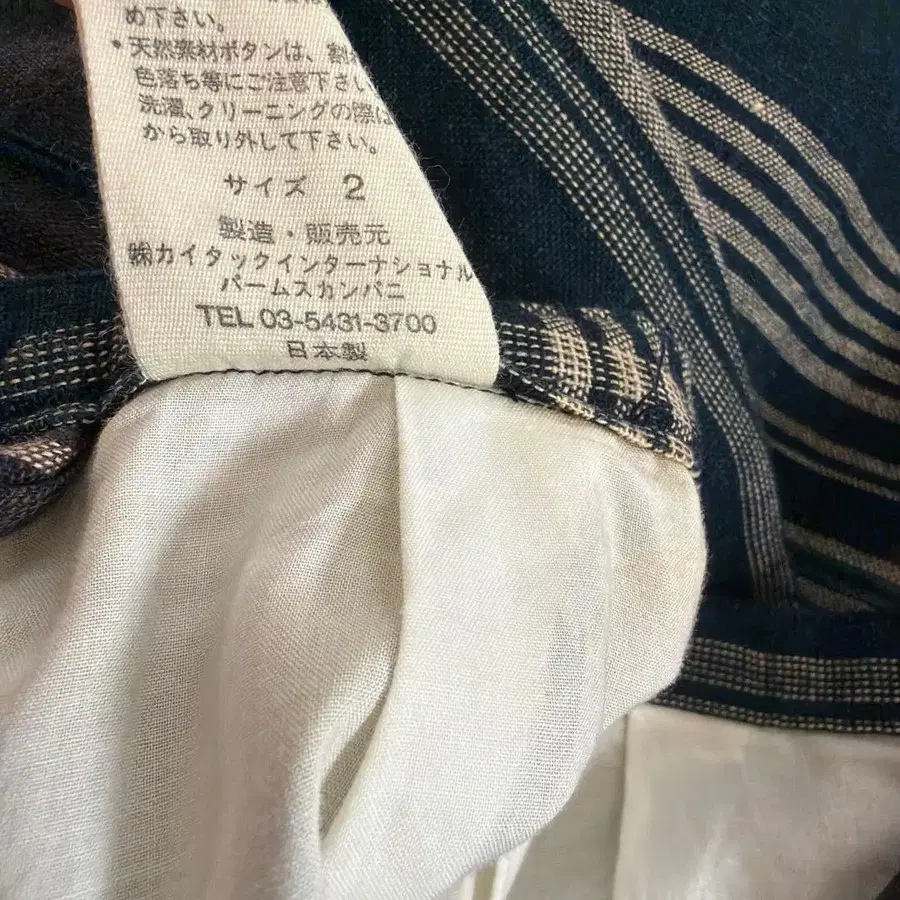 め下さい。
・天然素材ボタンは、割
色落ち等にご注意下さい
洗濯、クリーニングの際は
から取り外して下さい。
サイズ 2
製造・販売元
㈱カイタックインターナショナル
パームスカンパニ
TEL 03-5431-3700
日本製